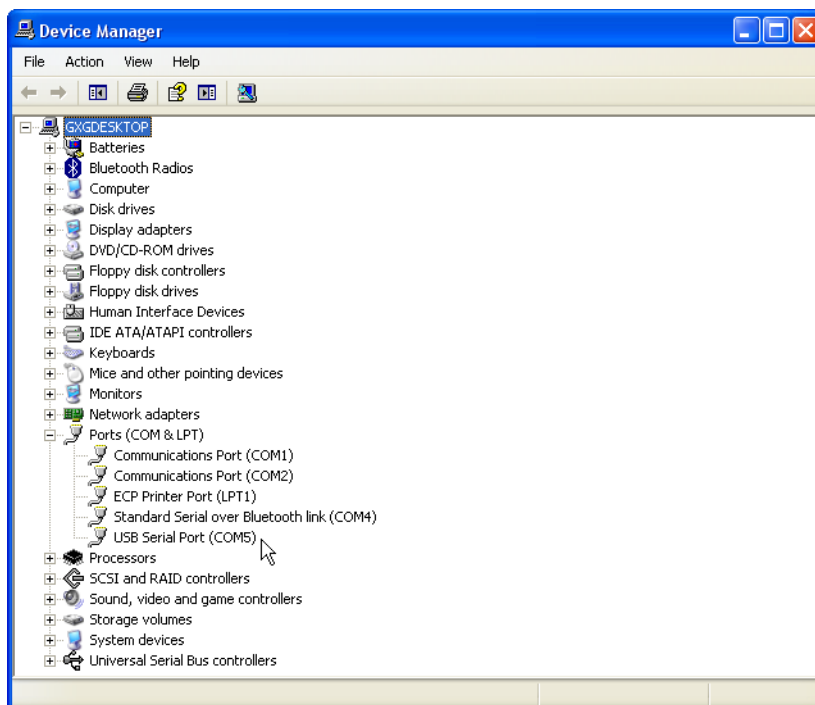 Device Manager
File Action View Help
GXGDESKTOP
Batteries
Bluetooth Radios
Computer
Disk drives
Display adapters
DVD/CD-ROM drives
Floppy disk controllers
Floppy disk drives
Human Interface Devices
IDE ATA/ATAPI controllers
Keyboards
Mice and other pointing devices
Monitors
Network adapters
Ports (COM & LPT)
Communications Port (COM1)
Communications Port (COM2)
ECP Printer Port (LPT1)
Standard Serial over Bluetooth link (COM4)
USB Serial Port (COM5)
Processors
SCSI and RAID controllers
Sound, video and game controllers
Storage volumes
System devices
Universal Serial Bus controllers